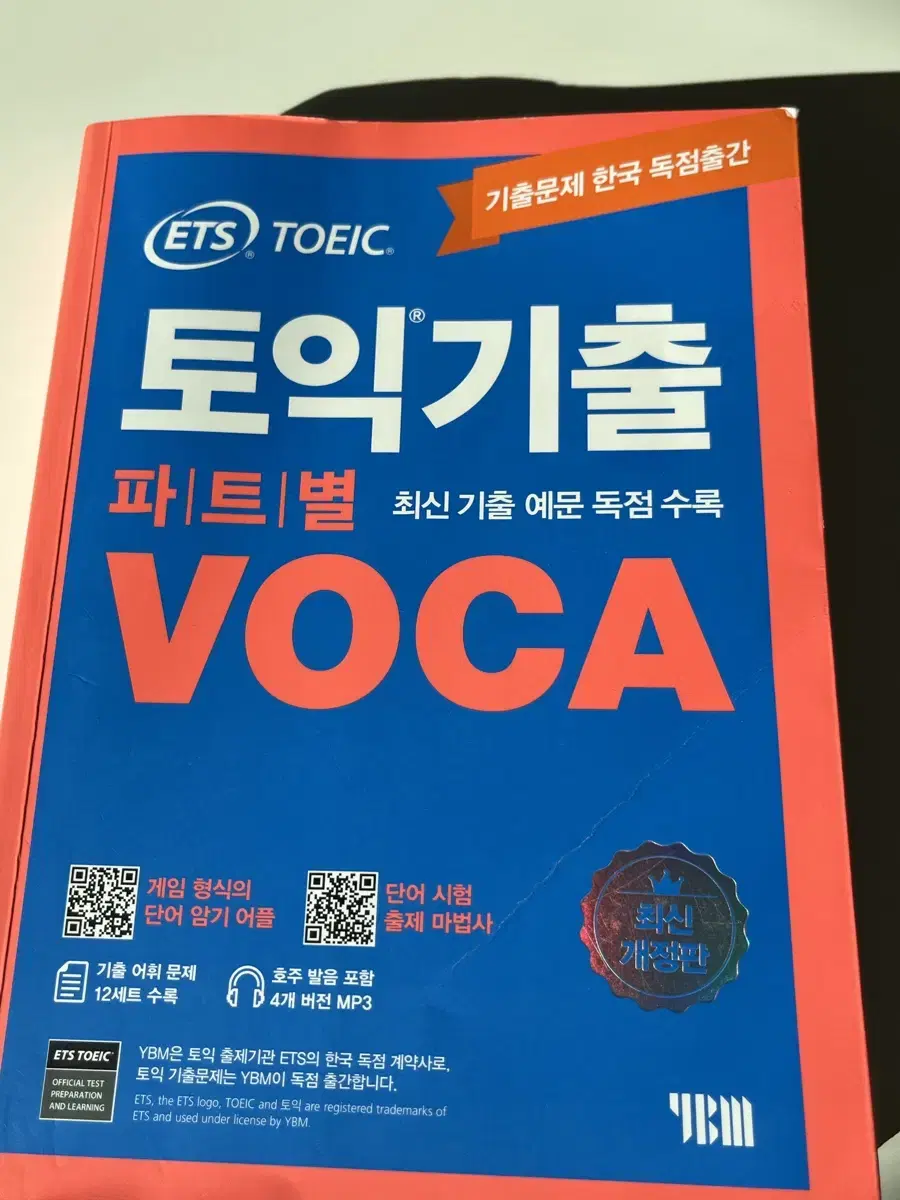 기출문제 한국 독점출간
ETS® TOEIC®
토익®기출
파|트|별 최신 기출 예문 독점 수록
VOCA
게임 형식의
단어 암기 어플
단어 시험
출제 마법사
기출 어휘 문제
12세트 수록
호주 발음 포함
4개 버전 MP3
최신
개정판
ETS TOEIC®
OFFICIAL TEST
PREPARATION
AND LEARNING
YBM은 토익 출제기관 ETS의 한국 독점 계약사로,
토익 기출문제는 YBM이 독점 출간합니다.
ETS, the ETS logo, TOEIC and 토익 are registered trademarks of
ETS and used under license by YBM.
YBM